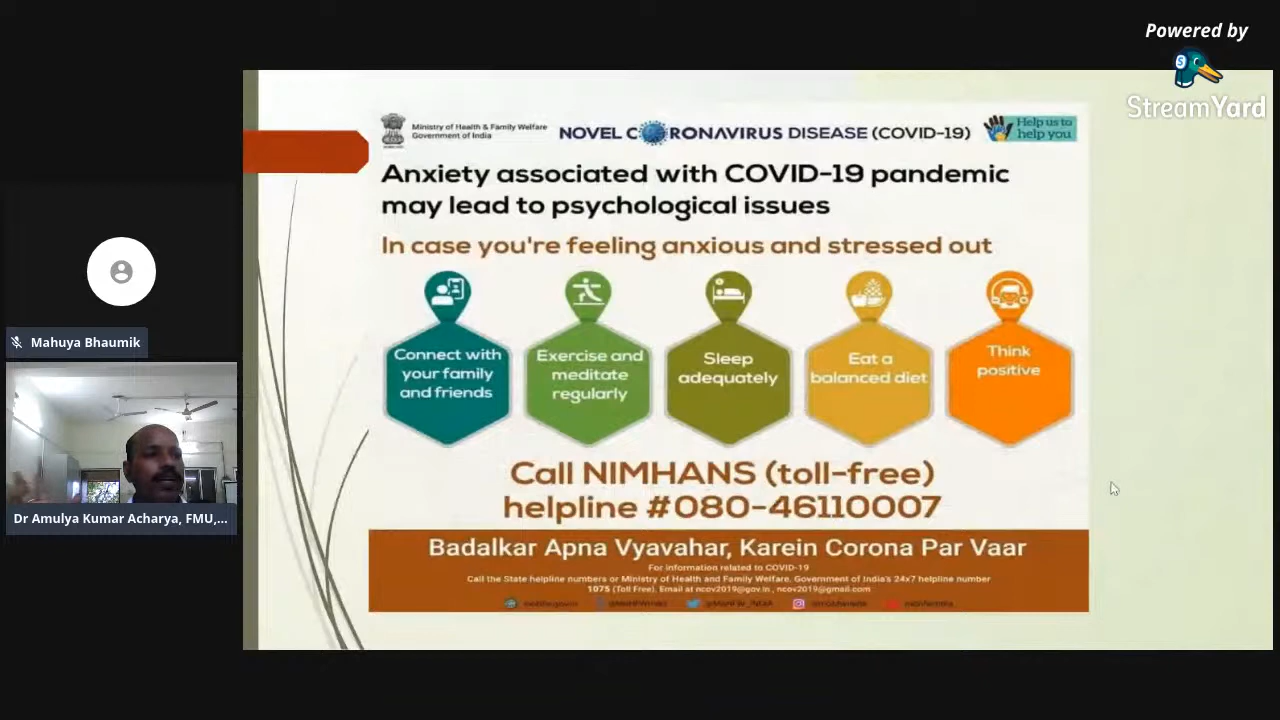 Powered by
StreamYard
Ministry of Health & Family Welfare
Government of India
NOVEL CORONAVIRUS DISEASE (COVID-19)
Help us to
help you
Anxiety associated with COVID-19 pandemic
may lead to psychological issues
In case you're feeling anxious and stressed out
Connect with
your family
and friends
Exercise and
meditate
regularly
Sleep
adequately
Eat a
balanced diet
Think
positive
Call NIMHANS (toll-free)
helpline #080-46110007
Badalkar Apna Vyavahar, Karein Corona Par Vaar
For information related to COVID-19
Call the State helpline numbers or Ministry of Health and Family Welfare, Government of India's 24x7 helpline number
1075 (Toll Free). Email at ncov2019@gov.in , ncov2019@gmail.com
Mahuya Bhaumik
Dr Amulya Kumar Acharya, FMU,...